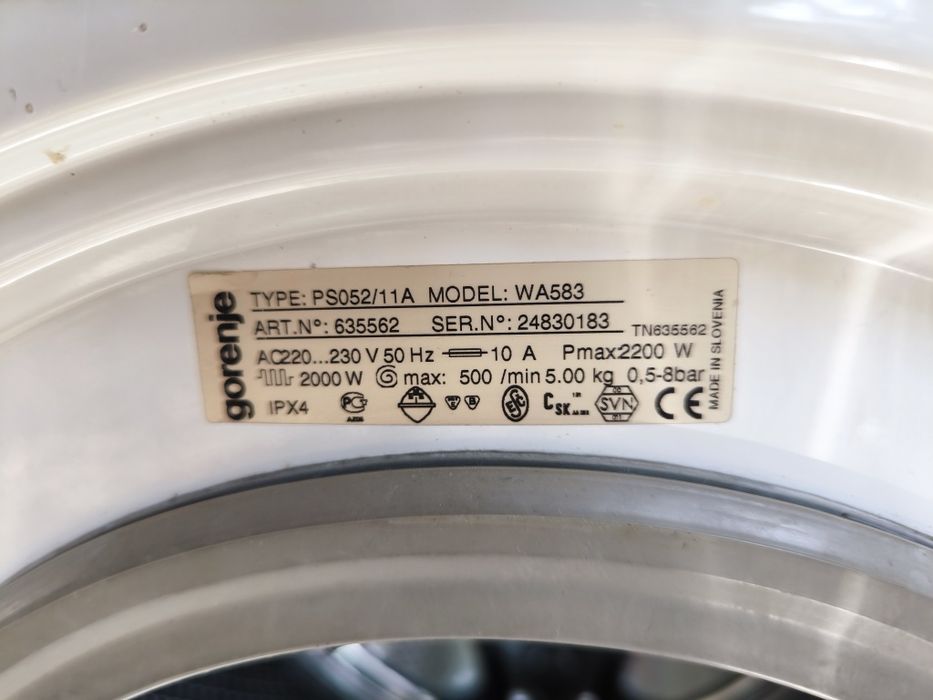 gorenje
TYPE: PS052/11A MODEL: WA583
ART.N°: 635562 SER.N°: 24830183 TN635562
AC220...230 V 50 Hz 10 A Pmax2200 W
2000 W max: 500 /min 5.00 kg 0,5-8bar
IPX4 SVN CE
MADE IN SLOVENIA